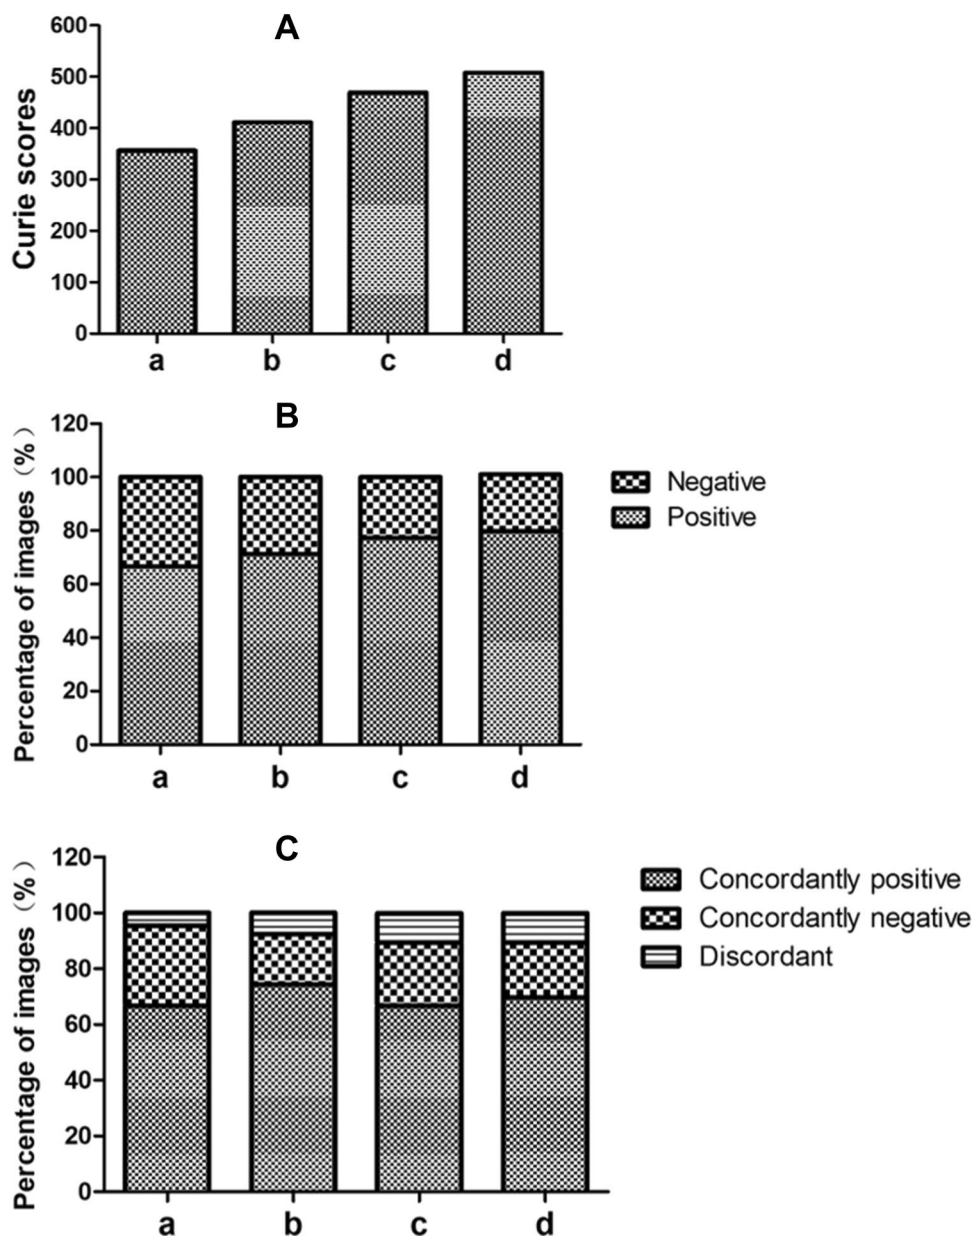 A
Curie scores
600
500
400
300
200
100
0
a b c d
B
Percentage of images（%）
120
100
80
60
40
20
0
a b c d
Negative
Positive
C
Percentage of images（%）
120
100
80
60
40
20
0
a b c d
Concordantly positive
Concordantly negative
Discordant